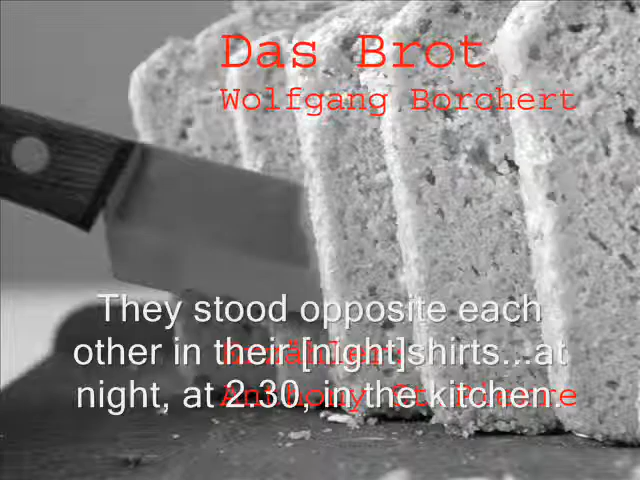 Das Brot
Wolfgang Borchert
They stood opposite each
other in their [night]shirts...at
night, at 2.30, in the kitchen.